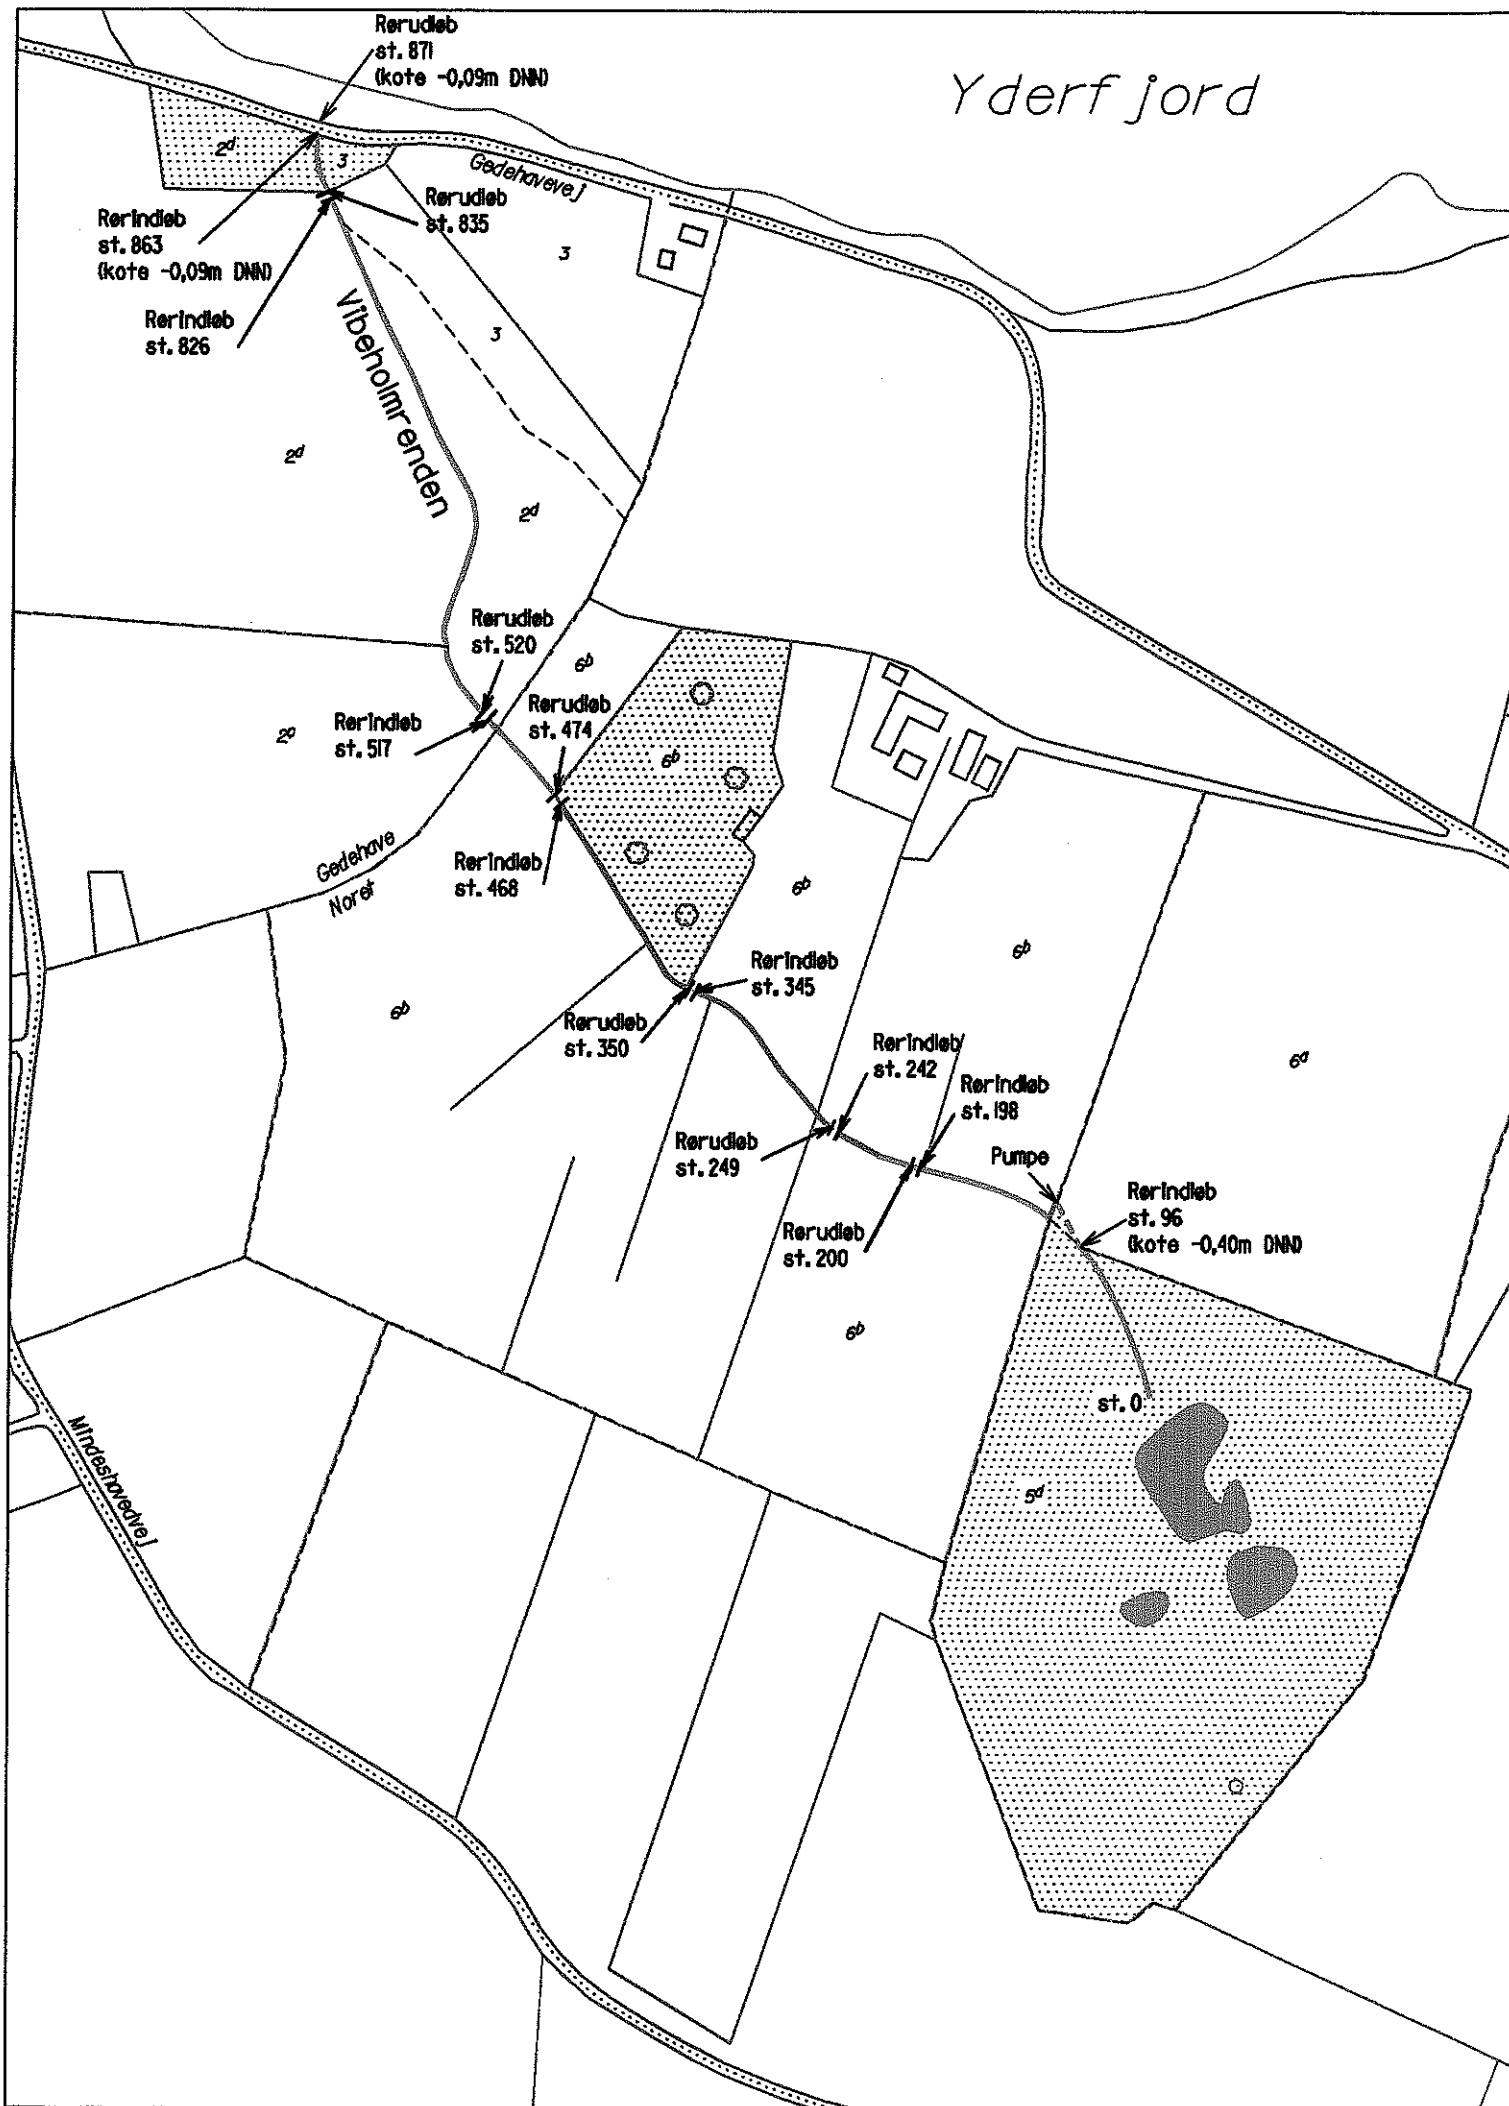 Rørudløb
st. 871
(kote -0,09m DNN)
Yderfjord
2d
3
Gedehavevej
Rørudløb
st. 835
Rørindløb
st. 863
(kote -0,09m DNN)
3
Rørindløb
st. 826
3
Vibeholmrenden
2d
2d
Rørudløb
st. 520
6b
Rørudløb
st. 474
Rørindløb
st. 517
6b
Gedehave
Noret
Rørindløb
st. 468
6b
6b
Rørindløb
st. 345
6b
Rørudløb
st. 350
Rørindløb
st. 242
6a
Rørindløb
st. 198
Rørudløb
st. 249
Pumpe
Rørindløb
st. 96
(kote -0,40m DNN)
Rørudløb
st. 200
6b
st. 0
Mindeshovedvej
5d